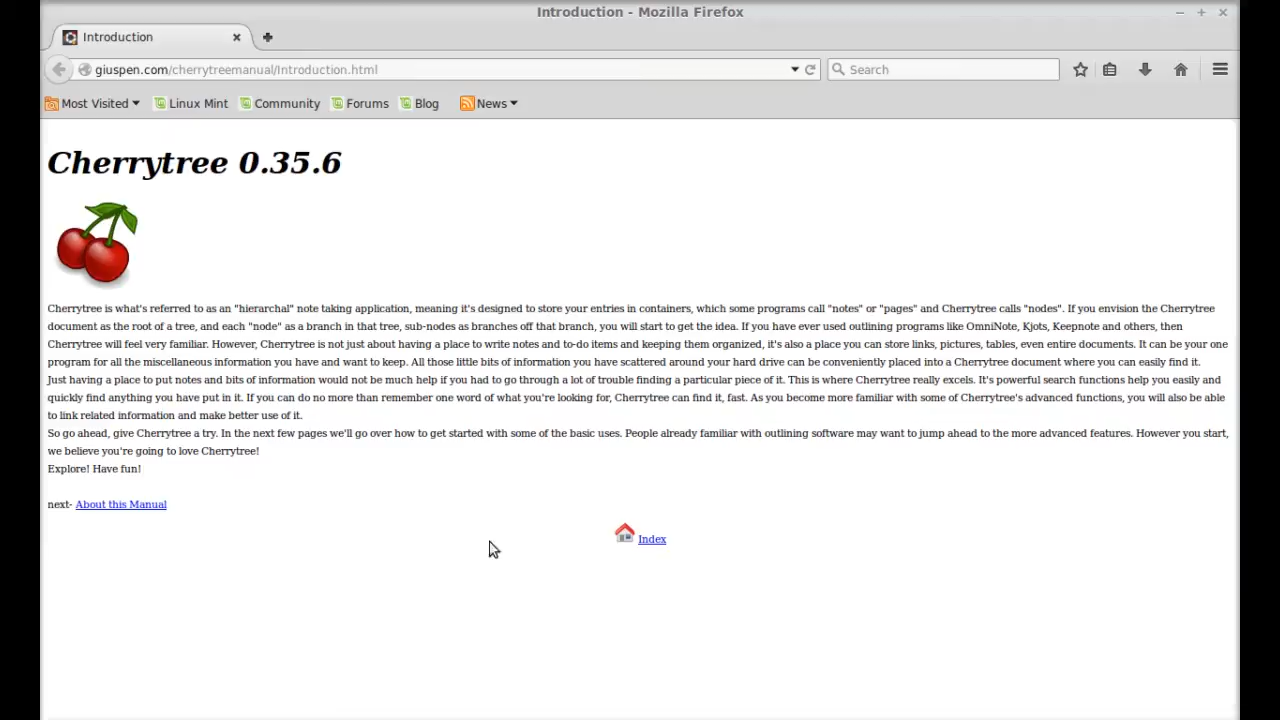 Introduction - Mozilla Firefox
Introduction
giuspen.com/cherrytreemanual/Introduction.html
Search
Most Visited
Linux Mint
Community
Forums
Blog
News
Cherrytree 0.35.6
Cherrytree is what's referred to as an "hierarchal" note taking application, meaning it's designed to store your entries in containers, which some programs call "notes" or "pages" and Cherrytree calls "nodes". If you envision the Cherrytree
document as the root of a tree, and each "node" as a branch in that tree, sub-nodes as branches off that branch, you will start to get the idea. If you have ever used outlining programs like OmniNote, Kjots, Keepnote and others, then
Cherrytree will feel very familiar. However, Cherrytree is not just about having a place to write notes and to-do items and keeping them organized, it's also a place you can store links, pictures, tables, even entire documents. It can be your one
program for all the miscellaneous information you have and want to keep. All those little bits of information you have scattered around your hard drive can be conveniently placed into a Cherrytree document where you can easily find it.
Just having a place to put notes and bits of information would not be much help if you had to go through a lot of trouble finding a particular piece of it. This is where Cherrytree really excels. It's powerful search functions help you easily and
quickly find anything you have put in it. If you can do no more than remember one word of what you're looking for, Cherrytree can find it, fast. As you become more familiar with some of Cherrytree's advanced functions, you will also be able
to link related information and make better use of it.
So go ahead, give Cherrytree a try. In the next few pages we'll go over how to get started with some of the basic uses. People already familiar with outlining software may want to jump ahead to the more advanced features. However you start,
we believe you're going to love Cherrytree!
Explore! Have fun!
next- About this Manual
Index